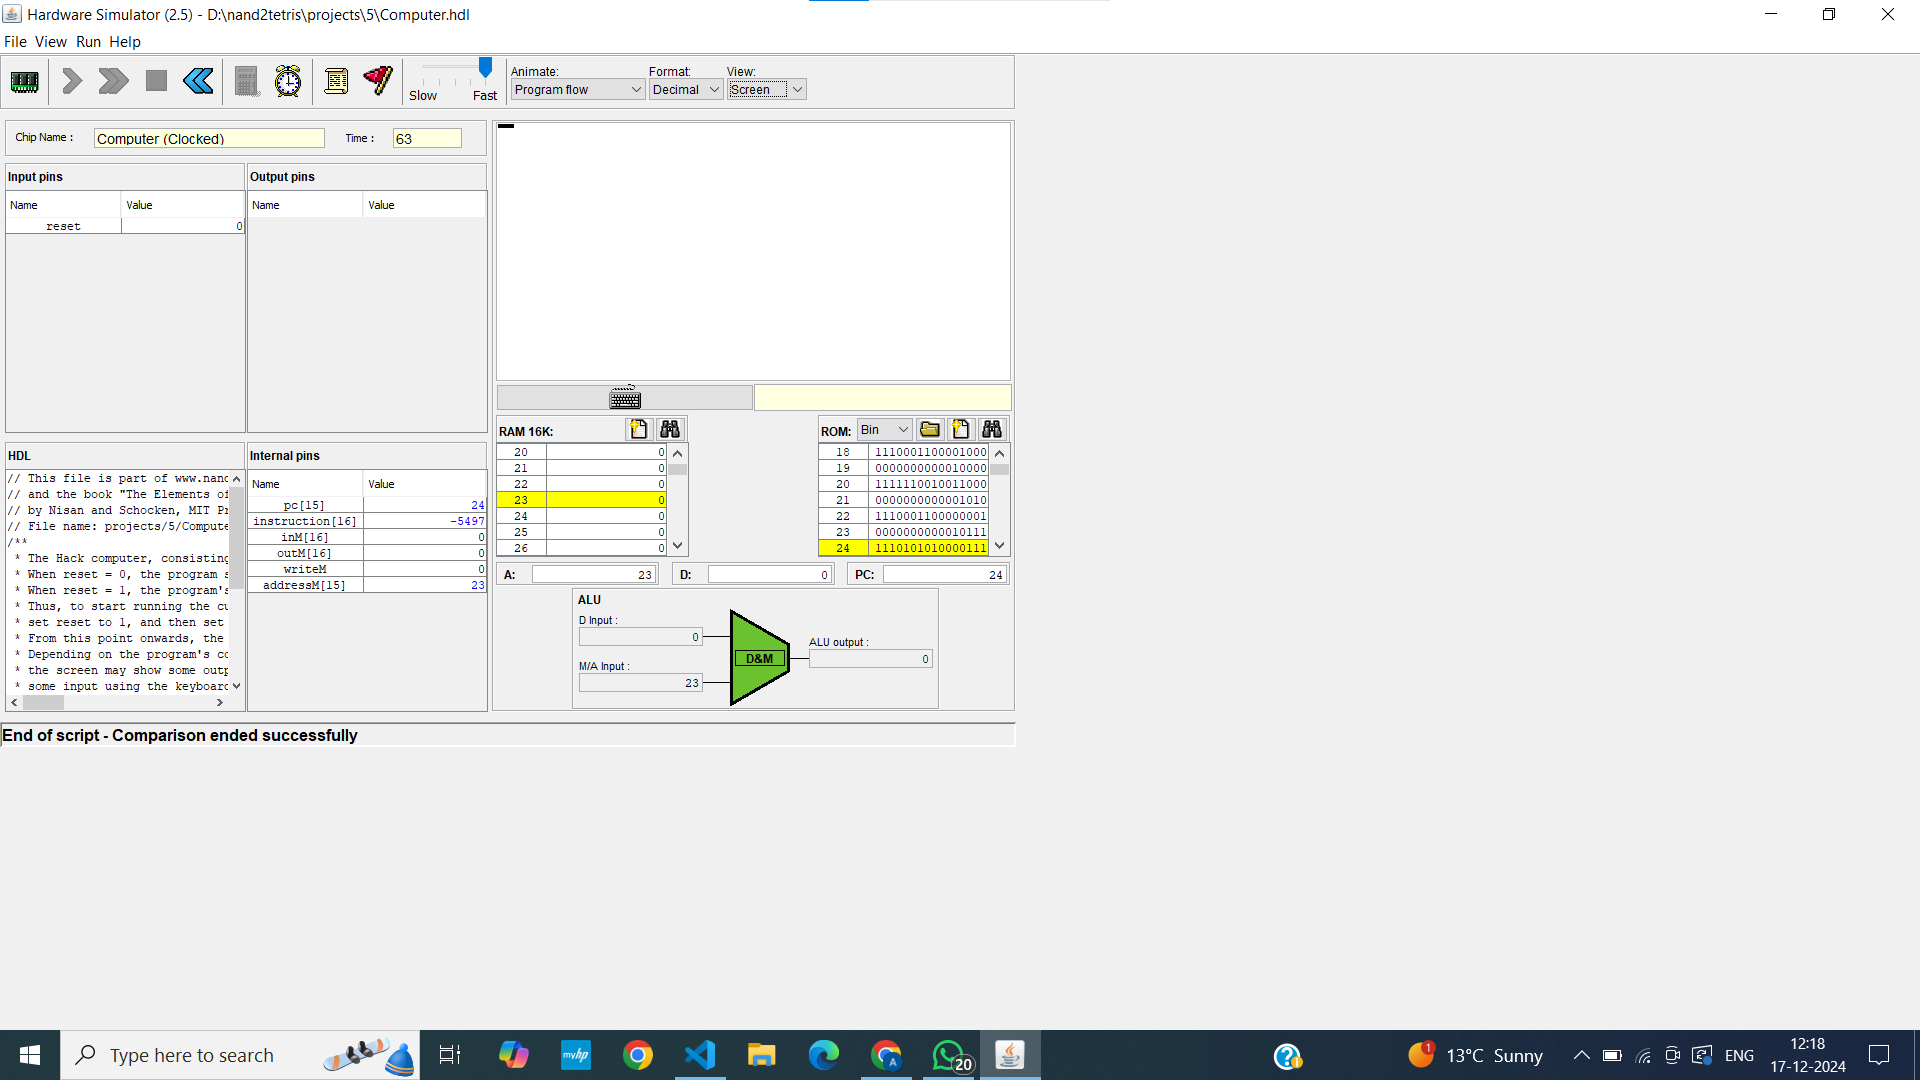 Hardware Simulator (2.5) - D:\nand2tetris\projects\5\Computer.hdl
File View Run Help
Slow Fast
Animate: Format: View:
Program flow Decimal Screen
Chip Name : Computer (Clocked) Time : 63
Input pins
Name Value
reset 0
Output pins
Name Value
HDL
// This file is part of www.nand
// and the book "The Elements of
// by Nisan and Schocken, MIT Pr
// File name: projects/5/Compute
/**
* The Hack computer, consisting
* When reset = 0, the program s
* When reset = 1, the program's
* Thus, to start running the cu
* set reset to 1, and then set
* From this point onwards, the
* Depending on the program's co
* the screen may show some outp
* some input using the keyboard
Internal pins
Name Value
pc[15] 24
instruction[16] -5497
inM[16] 0
outM[16] 0
writeM 0
addressM[15] 23
RAM 16K:
20 0
21 0
22 0
23 0
24 0
25 0
26 0
ROM: Bin
18 1110001100001000
19 0000000000010000
20 1111110010011000
21 0000000000001010
22 1110001100000001
23 0000000000010111
24 1110101010000111
A: 23 D: 0 PC: 24
ALU
D Input :
0
M/A Input :
23
D&M
ALU output :
0
End of script - Comparison ended successfully
Type here to search
myhp
A
20
1
13°C Sunny
ENG
12:18
17-12-2024